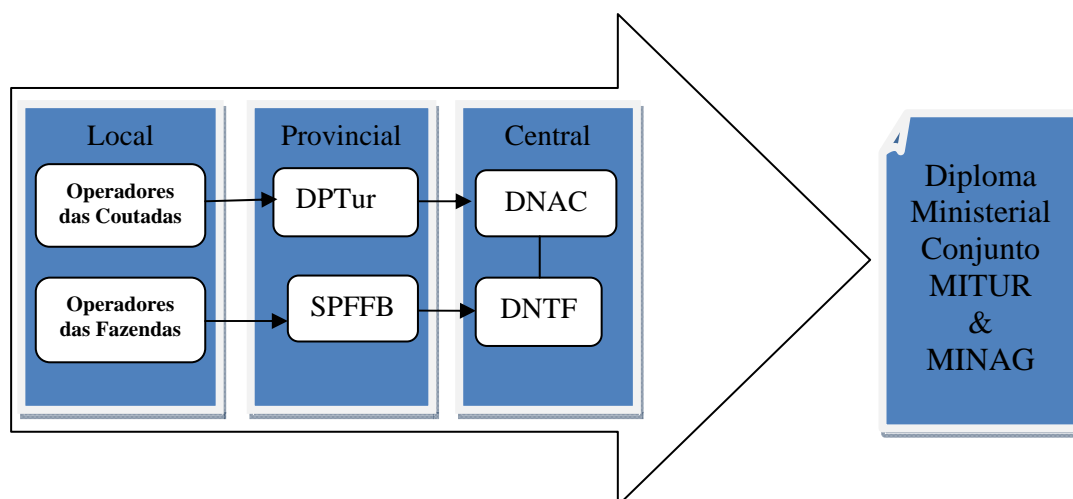 Local
Provincial
Central
Operadores
das Coutadas
DPTur
DNAC
Operadores
das Fazendas
SPFFB
DNTF
Diploma
Ministerial
Conjunto
MITUR
&
MINAG